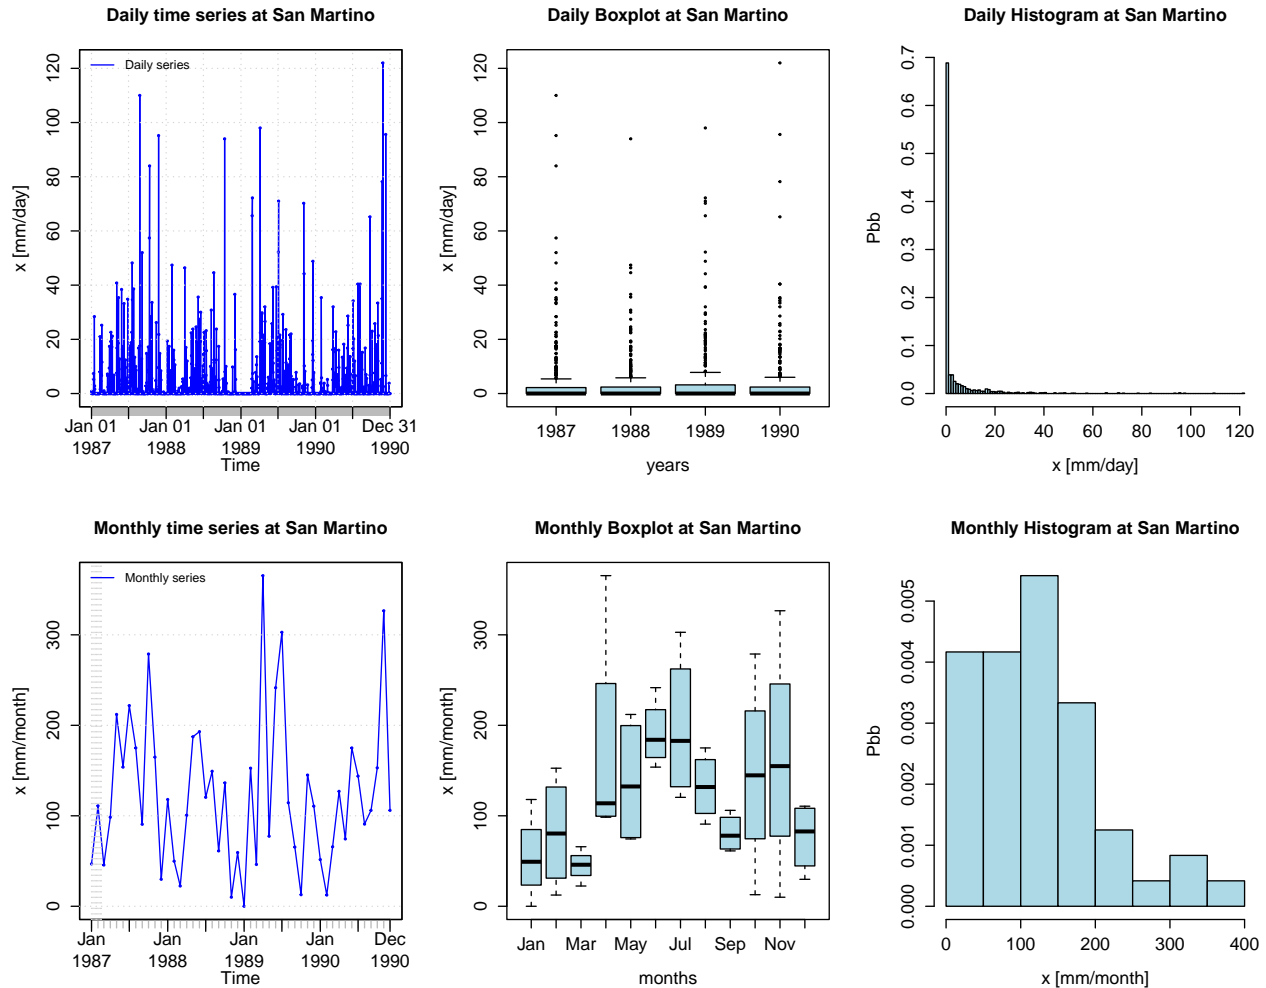 Daily time series at San Martino
Daily series
x [mm/day]
0 20 40 60 80 100 120
Jan 01 Jan 01 Jan 01 Jan 01 Dec 31
1987 1988 1989 1990 1990
Time
Daily Boxplot at San Martino
x [mm/day]
0 20 40 60 80 100 120
1987 1988 1989 1990
years
Daily Histogram at San Martino
Pbb
0.0 0.1 0.2 0.3 0.4 0.5 0.6 0.7
0 20 40 60 80 100 120
x [mm/day]
Monthly time series at San Martino
Monthly series
x [mm/month]
0 100 200 300
Jan Jan Jan Jan Dec
1987 1988 1989 1990 1990
Time
Monthly Boxplot at San Martino
x [mm/month]
0 100 200 300
Jan Mar May Jul Sep Nov
months
Monthly Histogram at San Martino
Pbb
0.000 0.001 0.002 0.003 0.004 0.005
0 100 200 300 400
x [mm/month]